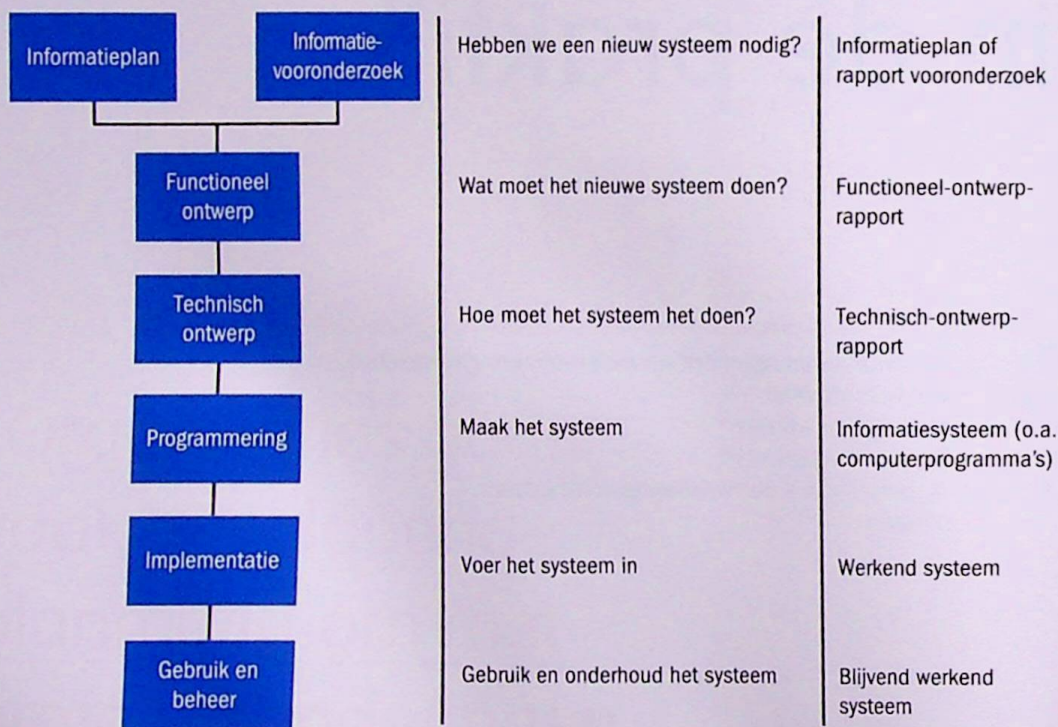 Informatieplan
Informatie-
vooronderzoek
Hebben we een nieuw systeem nodig?
Informatieplan of
rapport vooronderzoek
Functioneel
ontwerp
Wat moet het nieuwe systeem doen?
Functioneel-ontwerp-
rapport
Technisch
ontwerp
Hoe moet het systeem het doen?
Technisch-ontwerp-
rapport
Programmering
Maak het systeem
Informatiesysteem (o.a.
computerprogramma's)
Implementatie
Voer het systeem in
Werkend systeem
Gebruik en
beheer
Gebruik en onderhoud het systeem
Blijvend werkend
systeem